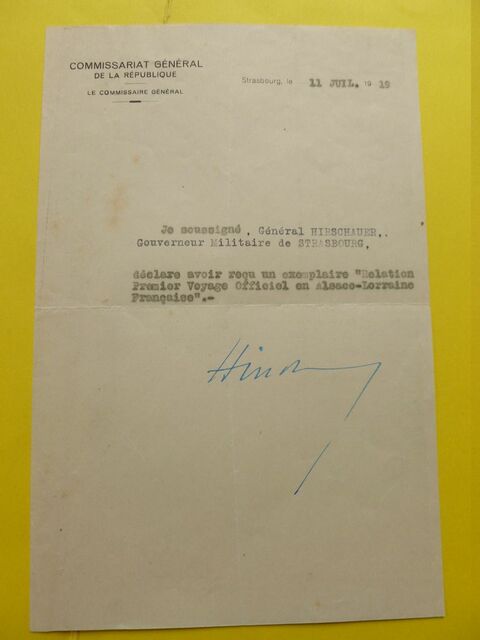 COMMISSARIAT GÉNÉRAL
DE LA RÉPUBLIQUE
LE COMMISSAIRE GÉNÉRAL
Strasbourg, le 11 JUIL. 1919
Je soussigné, Général HIRSCHAUER,.
Gouverneur Militaire de STRASBOURG,
déclare avoir reçu un exemplaire "Relation
Premier Voyage Officiel en Alsace-Lorraine
Française".-